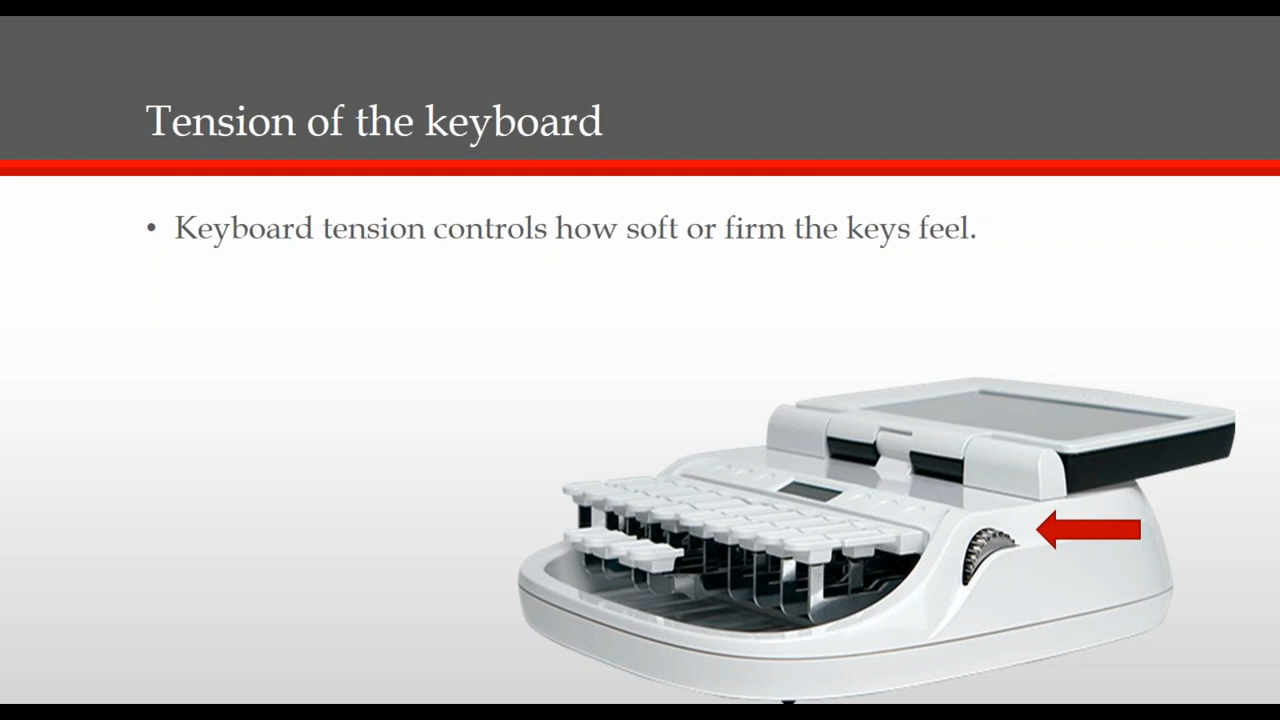 Tension of the keyboard
• Keyboard tension controls how soft or firm the keys feel.